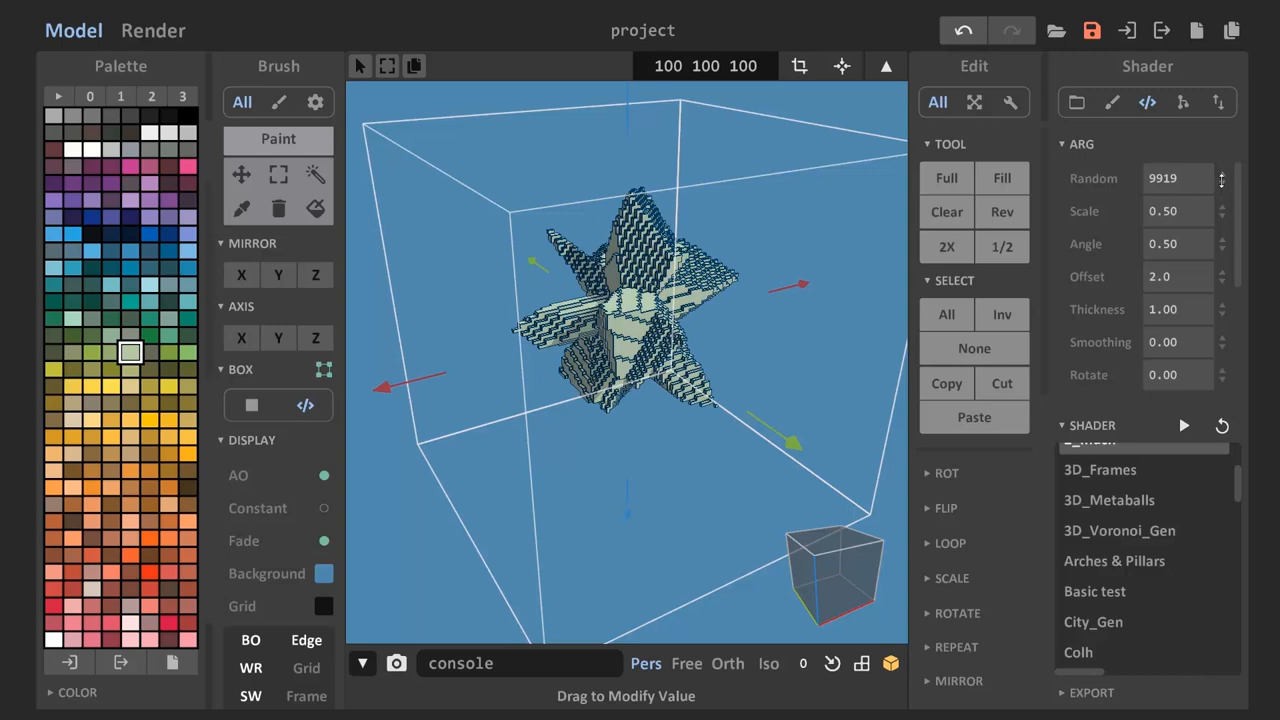 Model Render
project
Palette
0 1 2 3
COLOR
Brush
All
Paint
MIRROR
X Y Z
AXIS
X Y Z
BOX
DISPLAY
AO
Constant
Fade
Background
Grid
BO Edge
WR Grid
SW Frame
100 100 100
console
Pers Free Orth Iso 0
Drag to Modify Value
Edit
All
TOOL
Full Fill
Clear Rev
2X 1/2
SELECT
All Inv
None
Copy Cut
Paste
ROT
FLIP
LOOP
SCALE
ROTATE
REPEAT
MIRROR
Shader
ARG
Random 9919
Scale 0.50
Angle 0.50
Offset 2.0
Thickness 1.00
Smoothing 0.00
Rotate 0.00
SHADER
3D_Frames
3D_Metaballs
3D_Voronoi_Gen
Arches & Pillars
Basic test
City_Gen
Colh
EXPORT